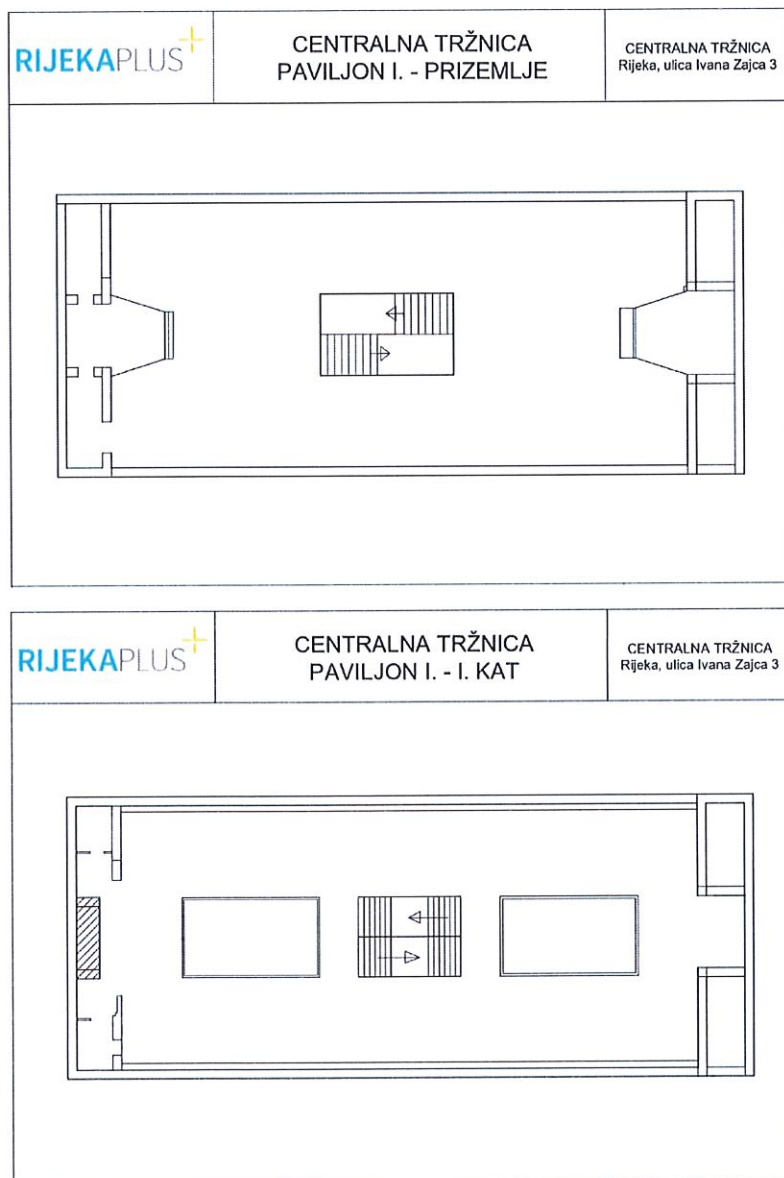 RIJEKAPLUS
CENTRALNA TRŽNICA
PAVILJON I. - PRIZEMLJE
CENTRALNA TRŽNICA
Rijeka, ulica Ivana Zajca 3
RIJEKAPLUS
CENTRALNA TRŽNICA
PAVILJON I. - I. KAT
CENTRALNA TRŽNICA
Rijeka, ulica Ivana Zajca 3